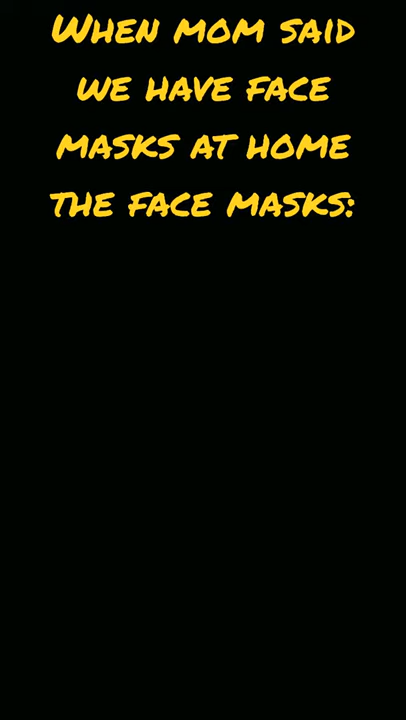 When mom said
we have face
masks at home
the face masks: